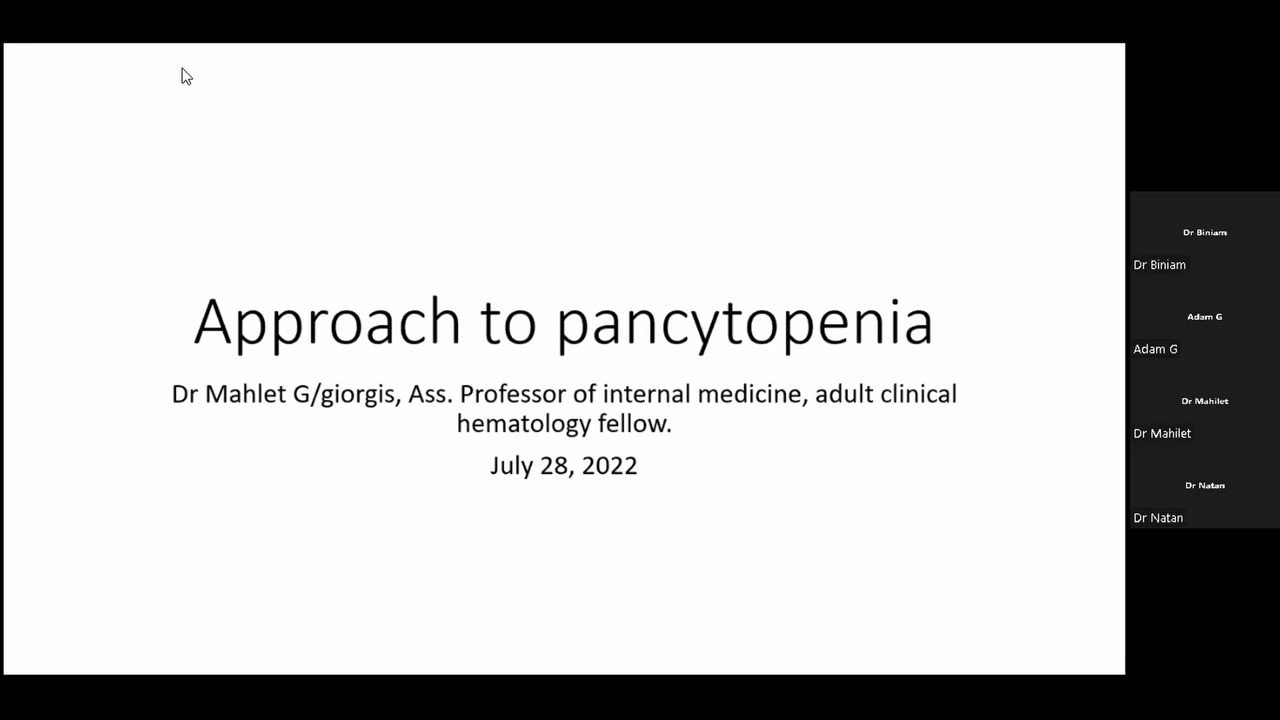 Approach to pancytopenia
Dr Mahlet G/giorgis, Ass. Professor of internal medicine, adult clinical
hematology fellow.
July 28, 2022
Dr Biniam
Dr Biniam
Adam G
Adam G
Dr Mahilet
Dr Mahilet
Dr Natan
Dr Natan